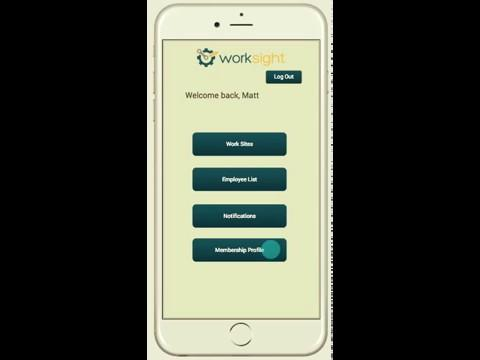 worksight
Log Out
Welcome back, Matt
Work Sites
Employee List
Notifications
Membership Profile